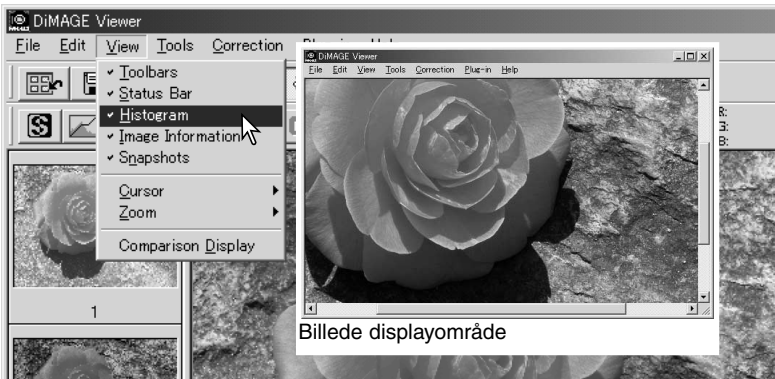 DiMAGE Viewer
File Edit View Tools Correction
Toolbars
Status Bar
Histogram
Image Information
Snapshots
Cursor
Zoom
Comparison Display
DiMAGE Viewer
File Edit View Tools Correction Plug-in Help
R:
G:
B:
1
Billede displayområde